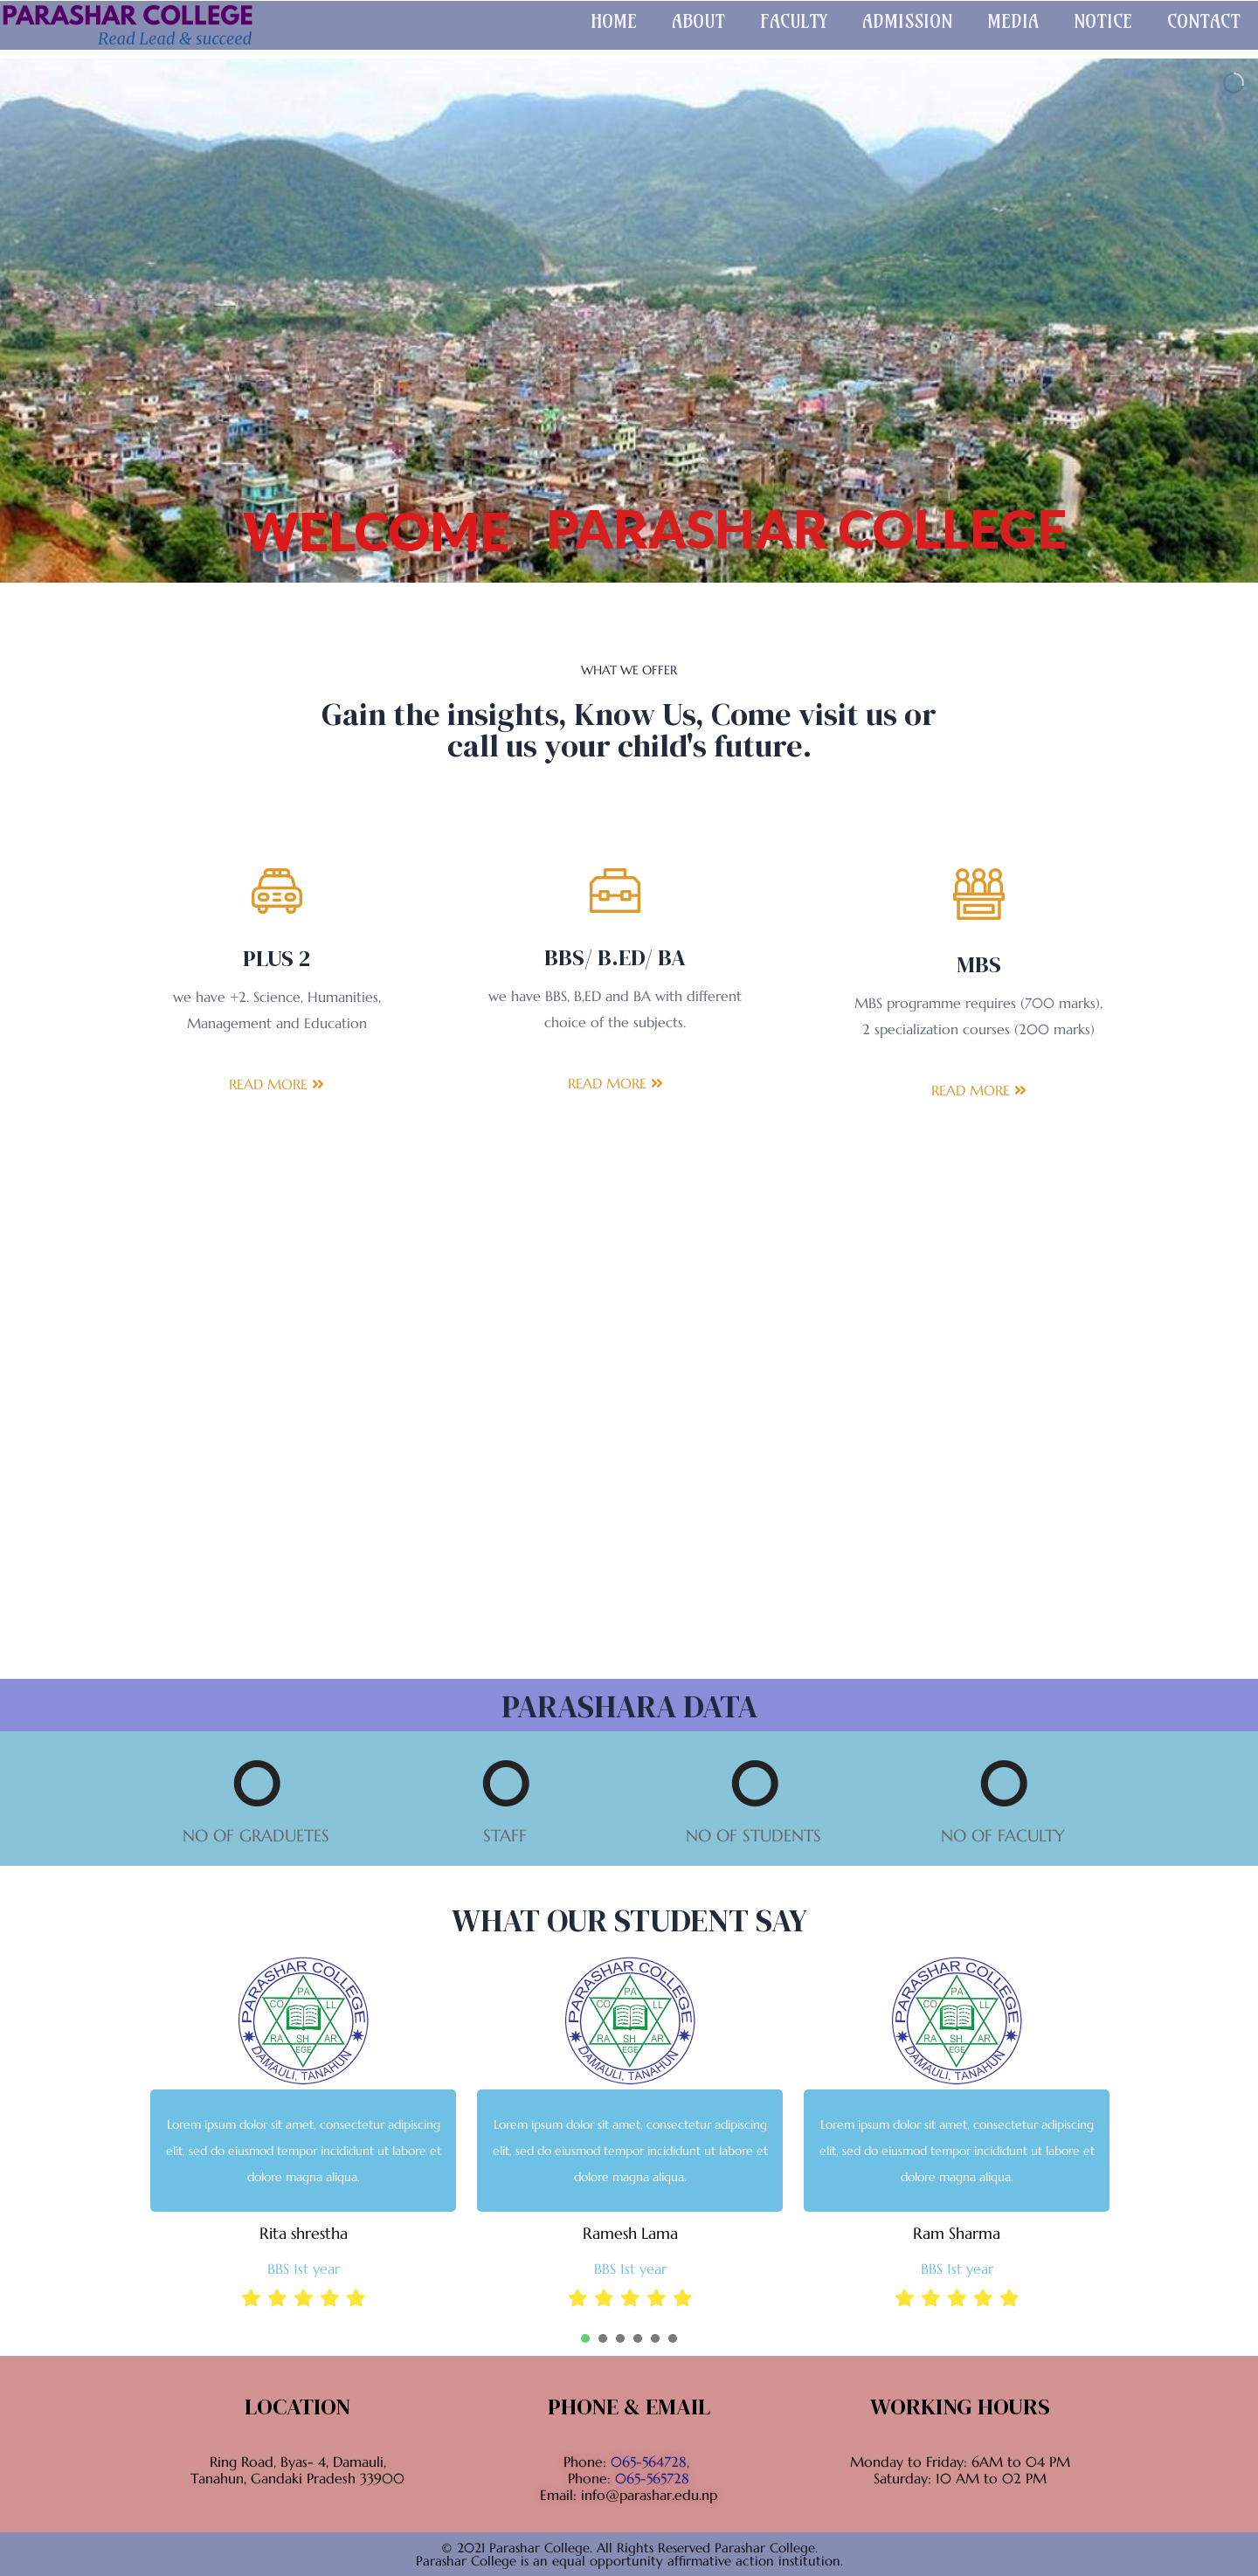 PARASHAR COLLEGE
Read Lead & succeed
HOME ABOUT FACULTY ADMISSION MEDIA NOTICE CONTACT
WELCOME PARASHAR COLLEGE
WHAT WE OFFER
Gain the insights, Know Us, Come visit us or
call us your child's future.
PLUS 2
we have +2. Science, Humanities,
Management and Education
READ MORE »
BBS/ B.ED/ BA
we have BBS, B,ED and BA with different
choice of the subjects.
READ MORE »
MBS
MBS programme requires (700 marks),
2 specialization courses (200 marks)
READ MORE »
PARASHARA DATA
0
NO OF GRADUETES
0
STAFF
0
NO OF STUDENTS
0
NO OF FACULTY
WHAT OUR STUDENT SAY
PARASHAR COLLEGE
PA
CO LL
RA SH AR
EGE
DAMAULI, TANAHUN
Lorem ipsum dolor sit amet, consectetur adipiscing
elit, sed do eiusmod tempor incididunt ut labore et
dolore magna aliqua.
Rita shrestha
BBS 1st year
PARASHAR COLLEGE
PA
CO LL
RA SH AR
EGE
DAMAULI, TANAHUN
Lorem ipsum dolor sit amet, consectetur adipiscing
elit, sed do eiusmod tempor incididunt ut labore et
dolore magna aliqua.
Ramesh Lama
BBS 1st year
PARASHAR COLLEGE
PA
CO LL
RA SH AR
EGE
DAMAULI, TANAHUN
Lorem ipsum dolor sit amet, consectetur adipiscing
elit, sed do eiusmod tempor incididunt ut labore et
dolore magna aliqua.
Ram Sharma
BBS 1st year
LOCATION
Ring Road, Byas- 4, Damauli,
Tanahun, Gandaki Pradesh 33900
PHONE & EMAIL
Phone: 065-564728,
Phone: 065-565728
Email: info@parashar.edu.np
WORKING HOURS
Monday to Friday: 6AM to 04 PM
Saturday: 10 AM to 02 PM
© 2021 Parashar College. All Rights Reserved Parashar College.
Parashar College is an equal opportunity affirmative action institution.